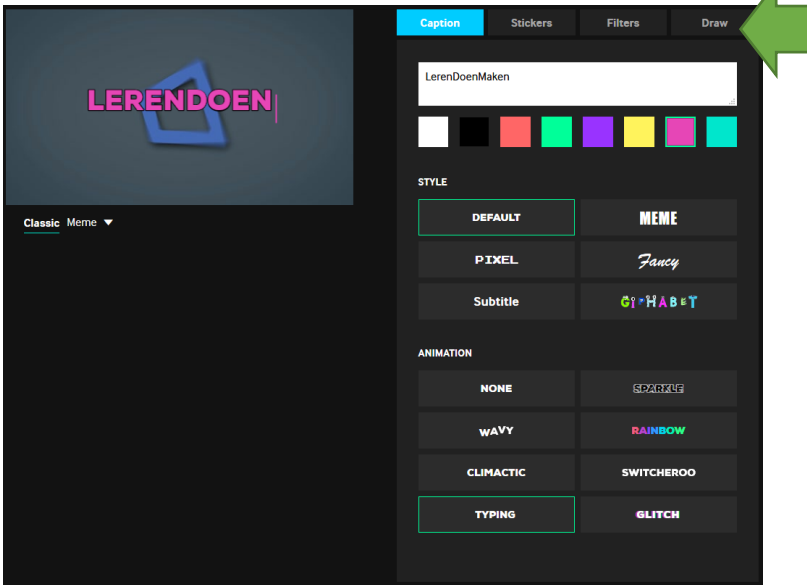 Caption Stickers Filters Draw
LERENDOEN
LerenDoenMaken
Classic Meme
STYLE
DEFAULT MEME
PIXEL Fancy
Subtitle GIPHABET
ANIMATION
NONE SPARKLE
WAVY RAINBOW
CLIMACTIC SWITCHEROO
TYPING GLITCH